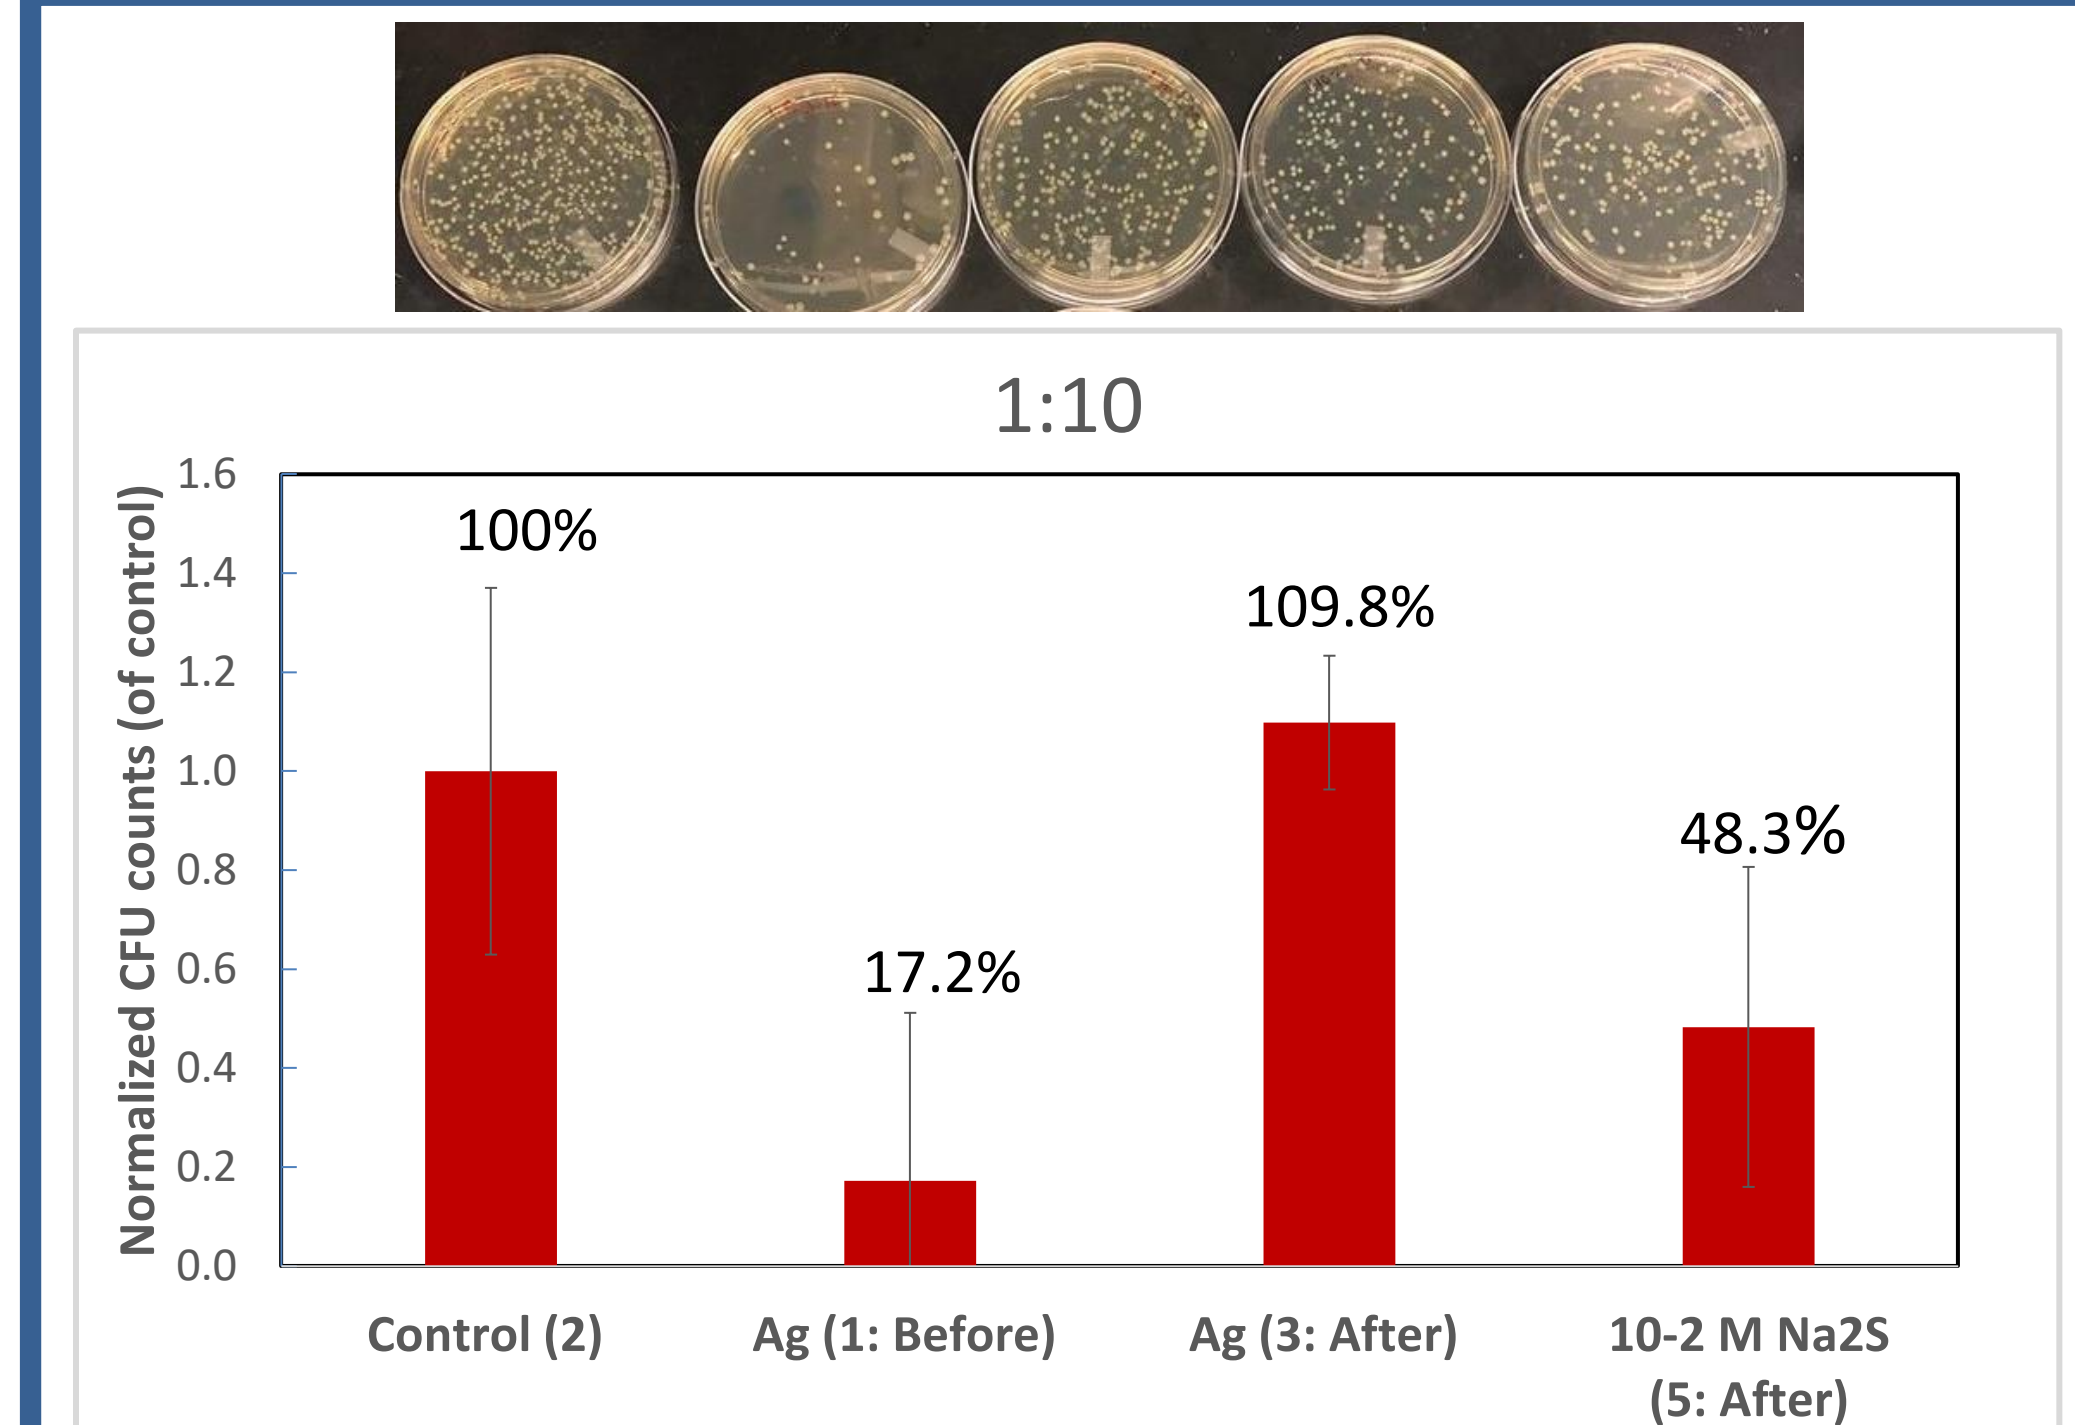 1:10
Normalized CFU counts (of control)
1.6
1.4
1.2
1.0
0.8
0.6
0.4
0.2
0.0
100%
17.2%
109.8%
48.3%
Control (2)
Ag (1: Before)
Ag (3: After)
10-2 M Na2S
(5: After)